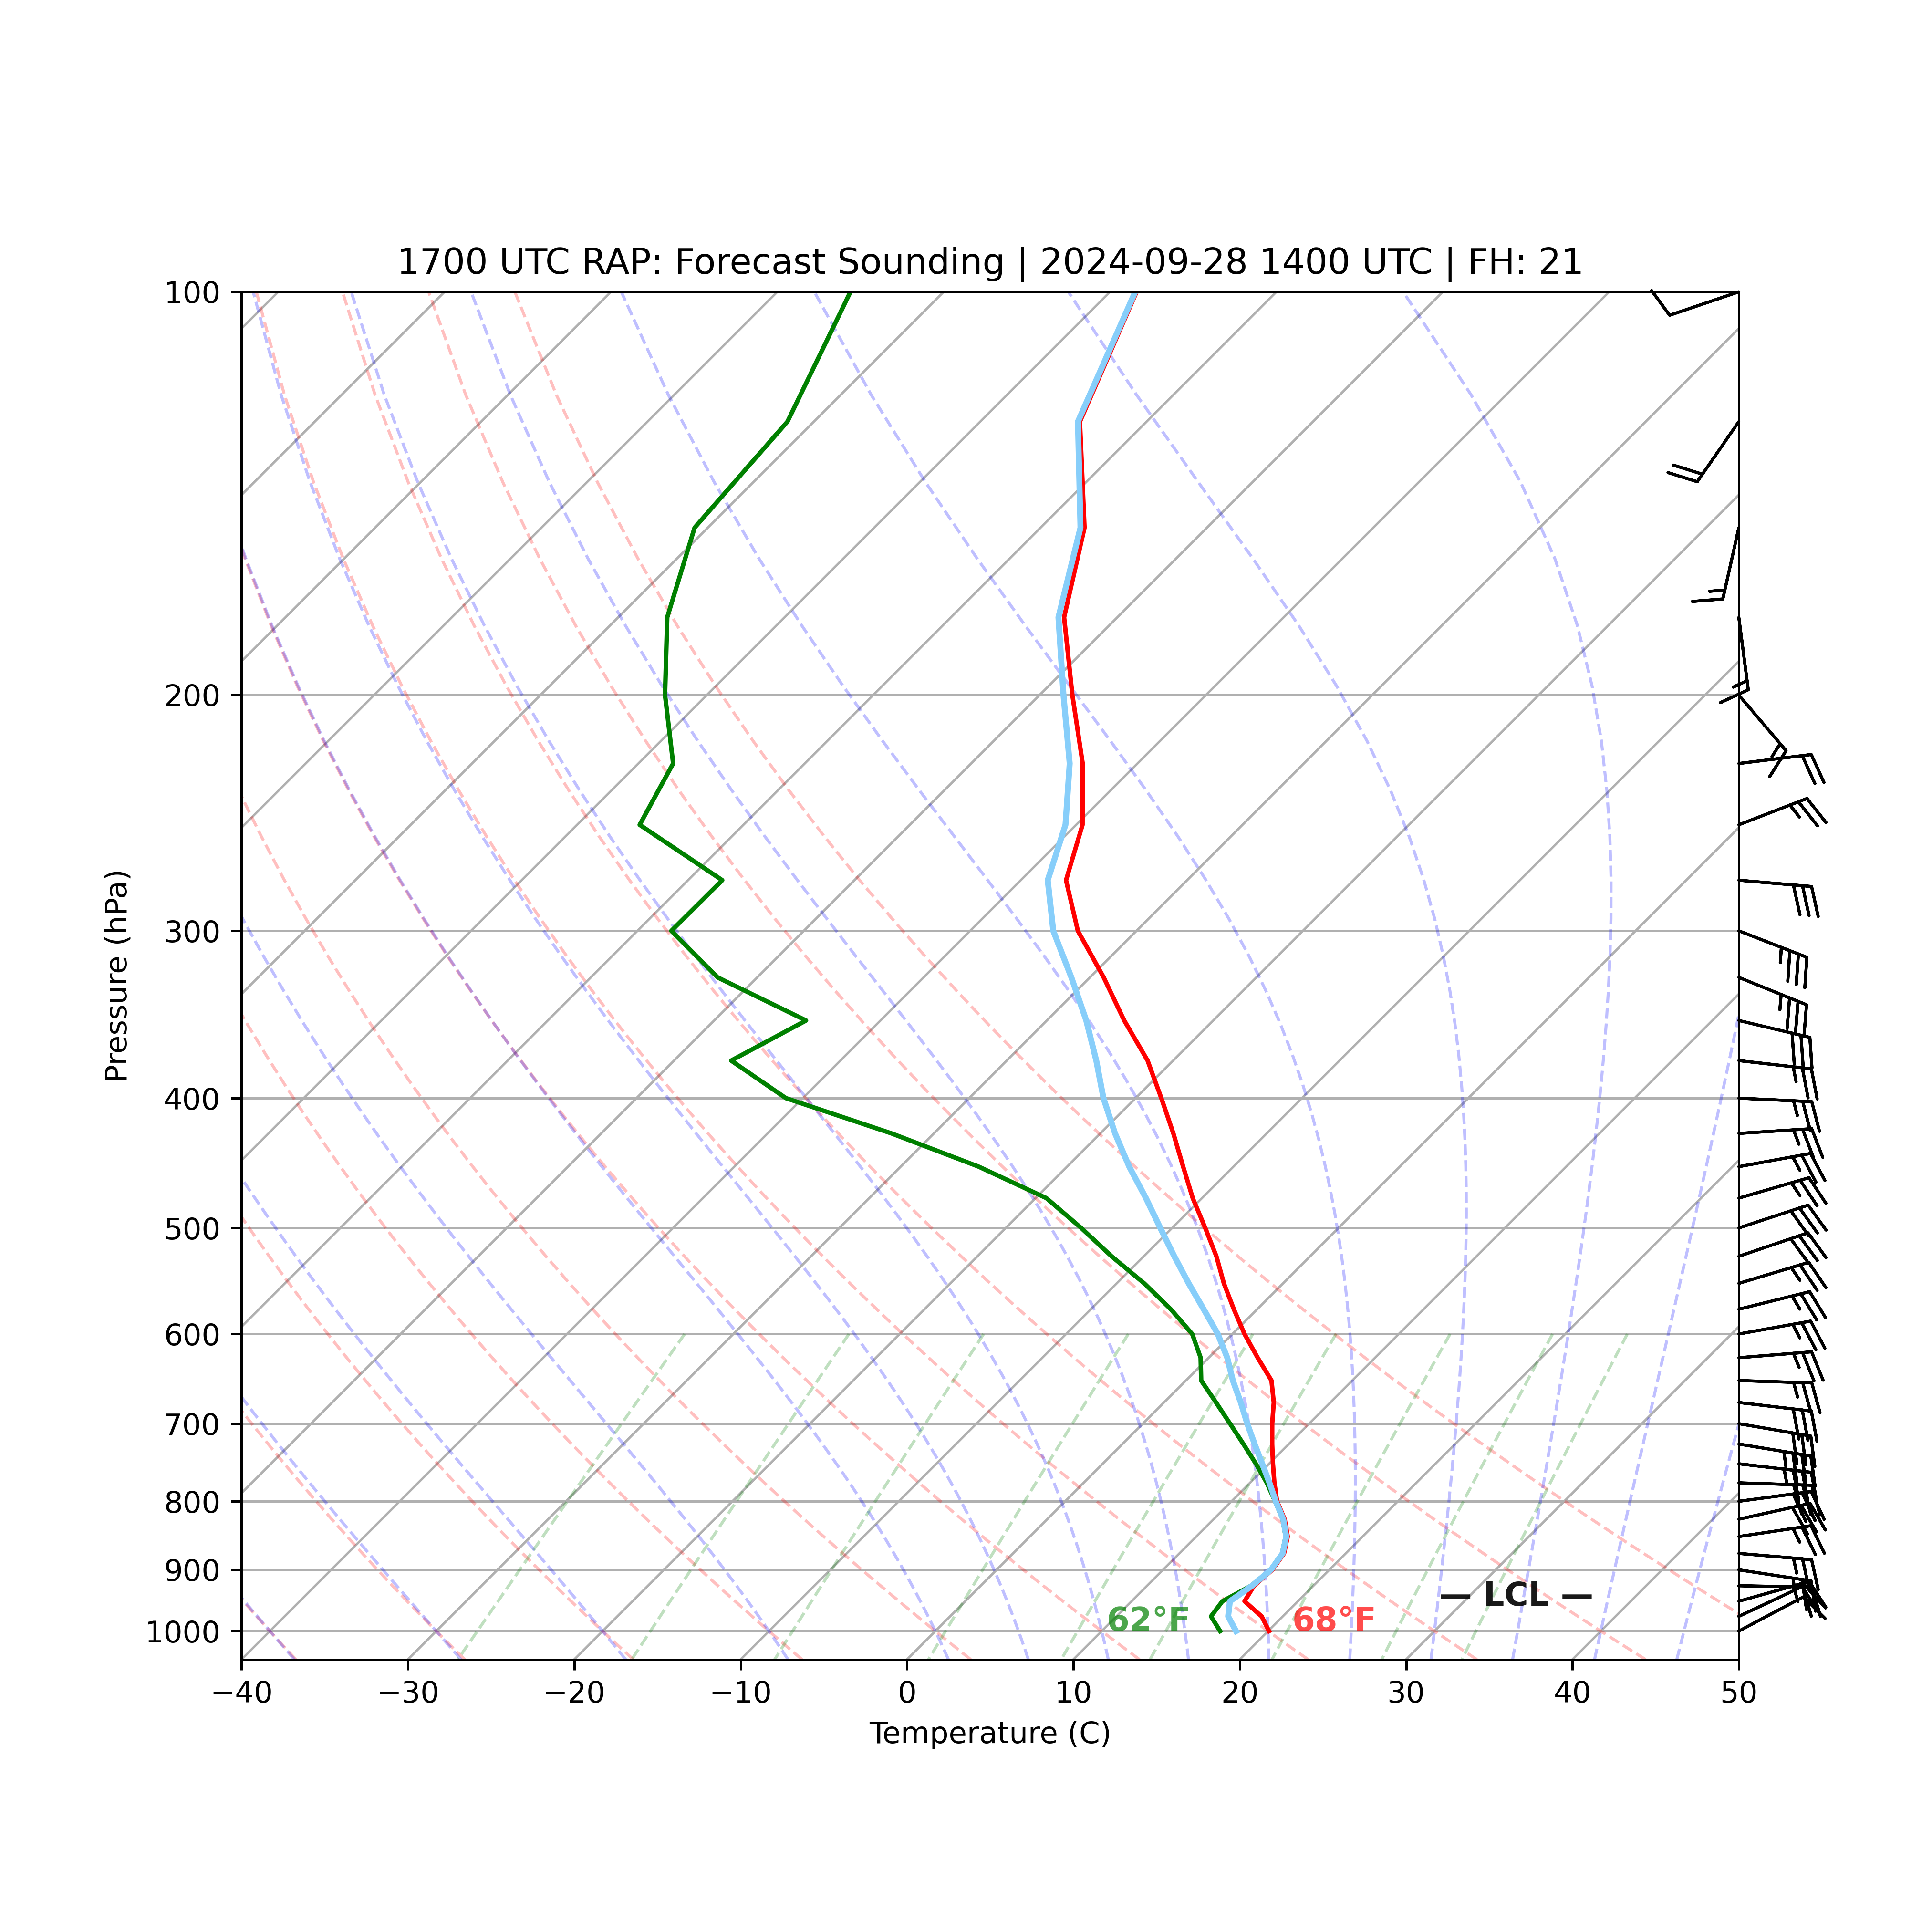 1700 UTC RAP: Forecast Sounding | 2024-09-28 1400 UTC | FH: 21
100
200
300
400
500
600
700
800
900
1000
Pressure (hPa)
— LCL —
62°F
68°F
−40 −30 −20 −10 0 10 20 30 40 50
Temperature (C)